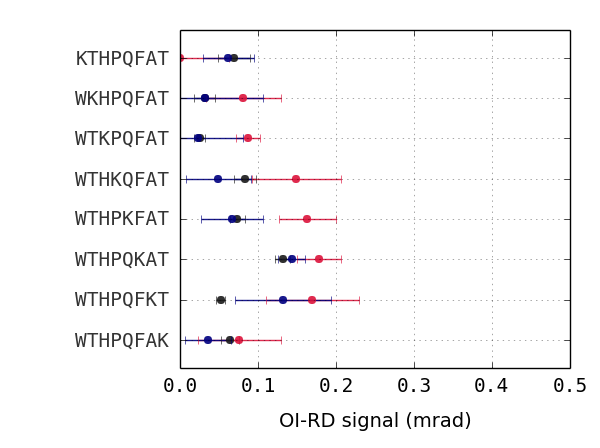 KTHPQFAT
WKHPQFAT
WTKPQFAT
WTHKQFAT
WTHPKFAT
WTHPQKAT
WTHPQFKT
WTHPQFAK
0.0 0.1 0.2 0.3 0.4 0.5
OI-RD signal (mrad)